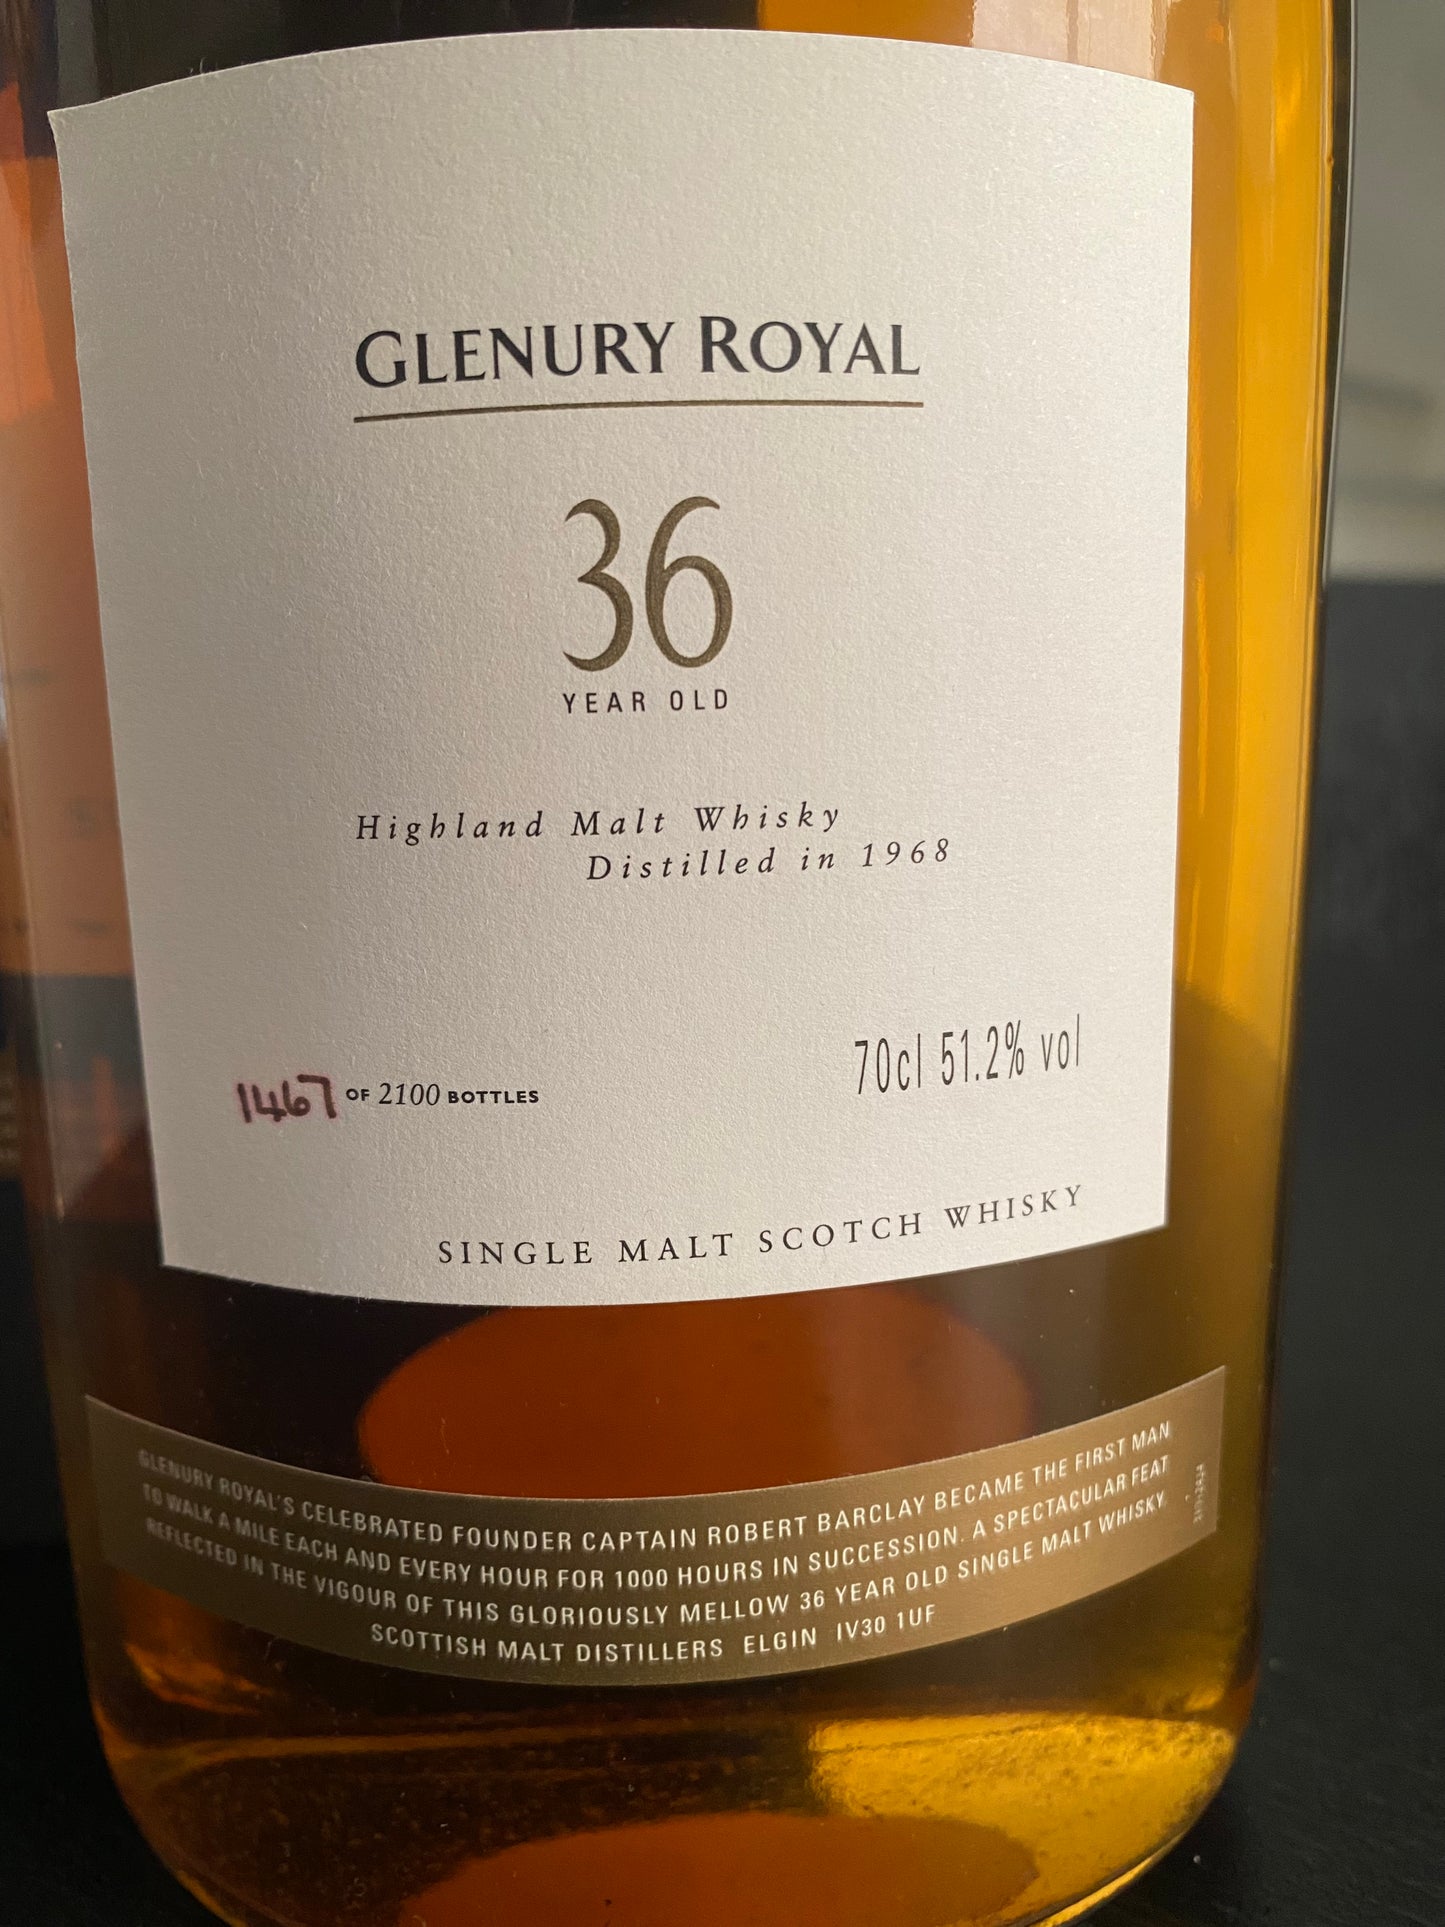 GLENURY ROYAL
36
YEAR OLD
Highland Malt Whisky
Distilled in 1968
1467 OF 2100 BOTTLES
70cl 51.2% vol
SINGLE MALT SCOTCH WHISKY
GLENURY ROYAL'S CELEBRATED FOUNDER CAPTAIN ROBERT BARCLAY BECAME THE FIRST MAN
TO WALK A MILE EACH AND EVERY HOUR FOR 1000 HOURS IN SUCCESSION. A SPECTACULAR FEAT
REFLECTED IN THE VIGOUR OF THIS GLORIOUSLY MELLOW 36 YEAR OLD SINGLE MALT WHISKY.
SCOTTISH MALT DISTILLERS ELGIN IV30 1UF